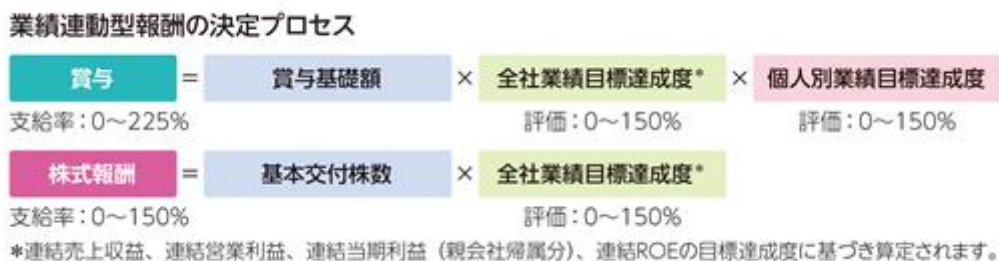 業績連動型報酬の決定プロセス
賞与 = 賞与基礎額 × 全社業績目標達成度* × 個人別業績目標達成度
支給率：0〜225% 評価：0〜150% 評価：0〜150%
株式報酬 = 基本交付株数 × 全社業績目標達成度*
支給率：0〜150% 評価：0〜150%
*連結売上収益、連結営業利益、連結当期利益（親会社帰属分）、連結ROEの目標達成度に基づき算定されます。